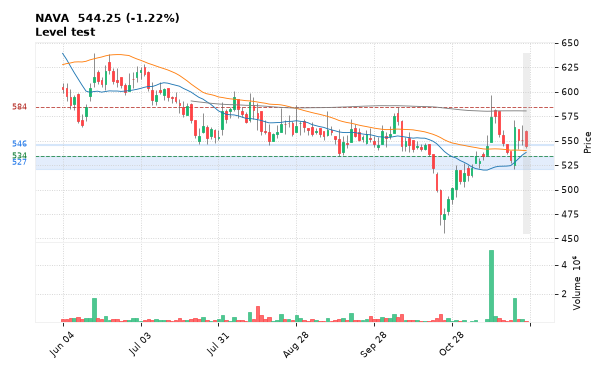 NAVA 544.25 (-1.22%)
Level test
650
625
600
584
575
550
546
534
525
527
500
475
450
Price
4
2
Volume 10⁶
Jun 04
Jul 03
Jul 31
Aug 28
Sep 28
Oct 28